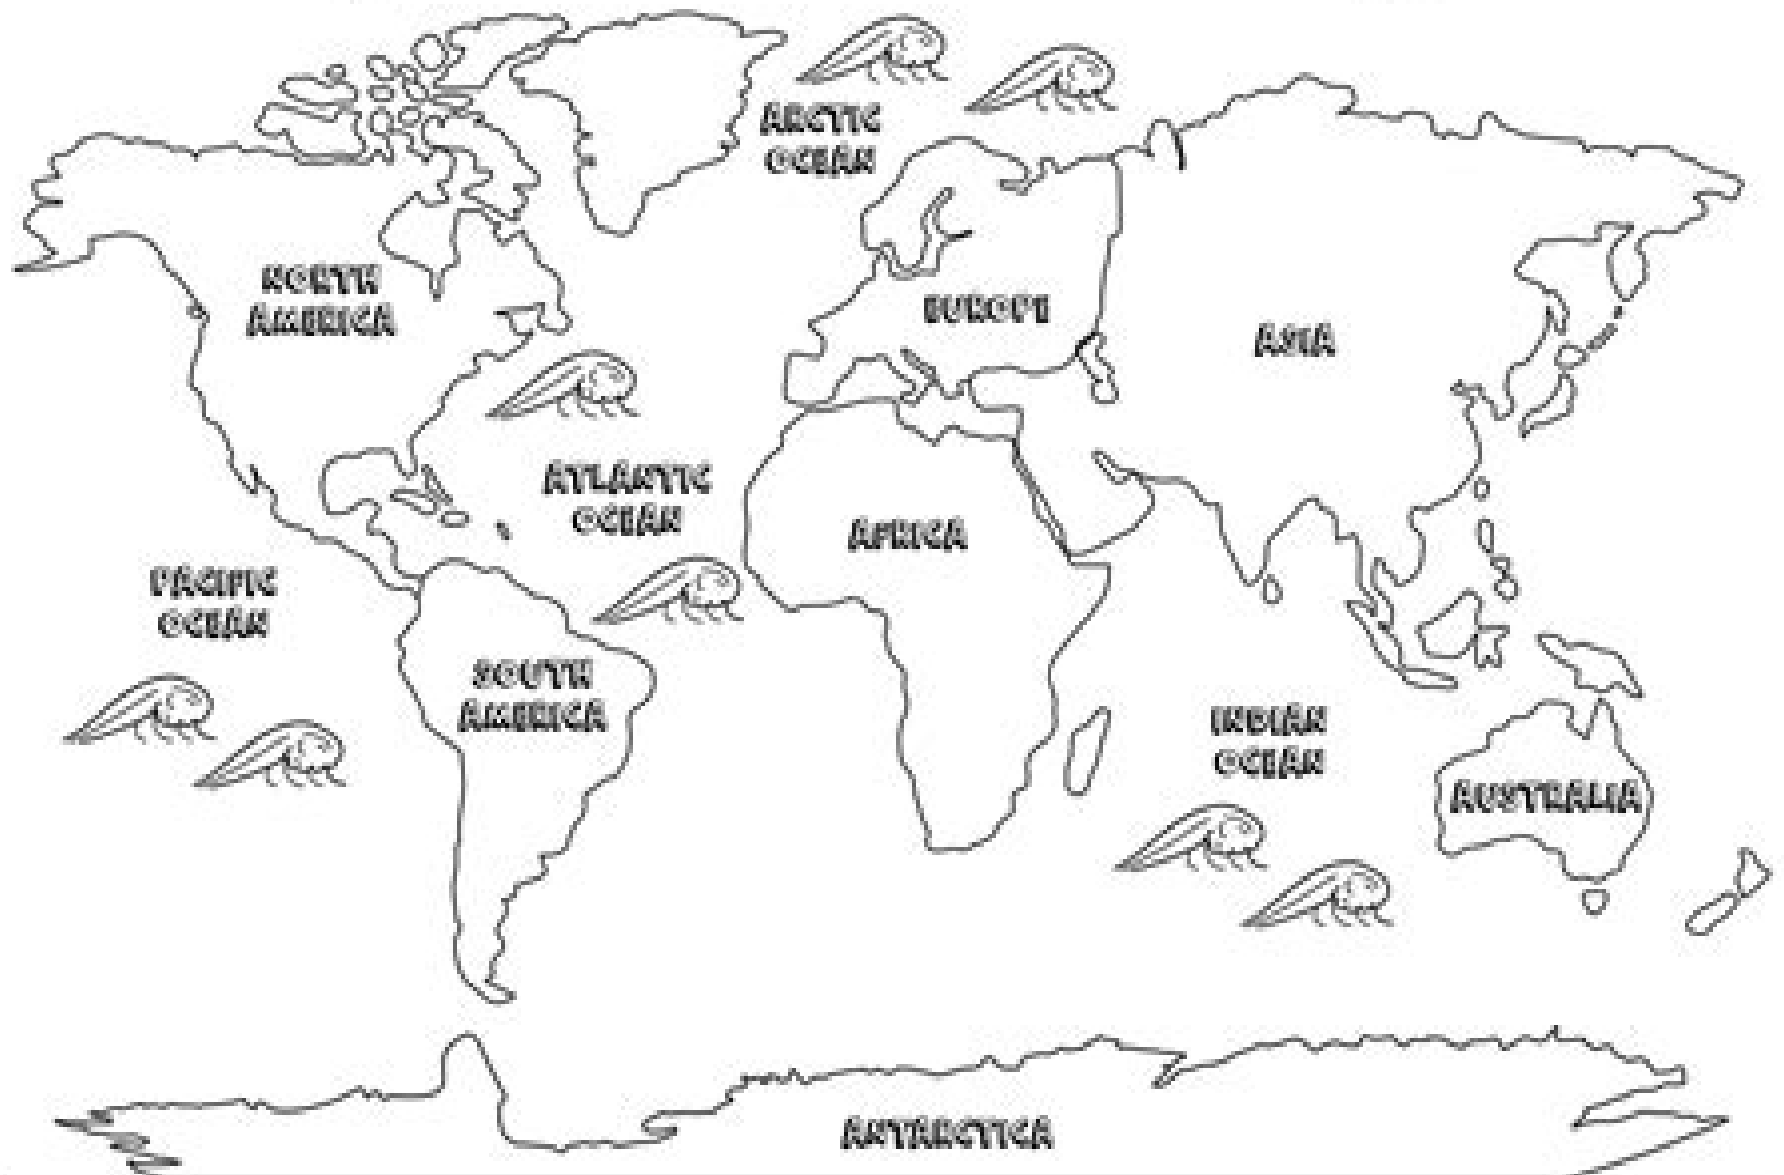 ARCTIC
OCEAN
NORTH
AMERICA
EUROPE
ASIA
ATLANTIC
OCEAN
AFRICA
PACIFIC
OCEAN
SOUTH
AMERICA
INDIAN
OCEAN
AUSTRALIA
ANTARCTICA